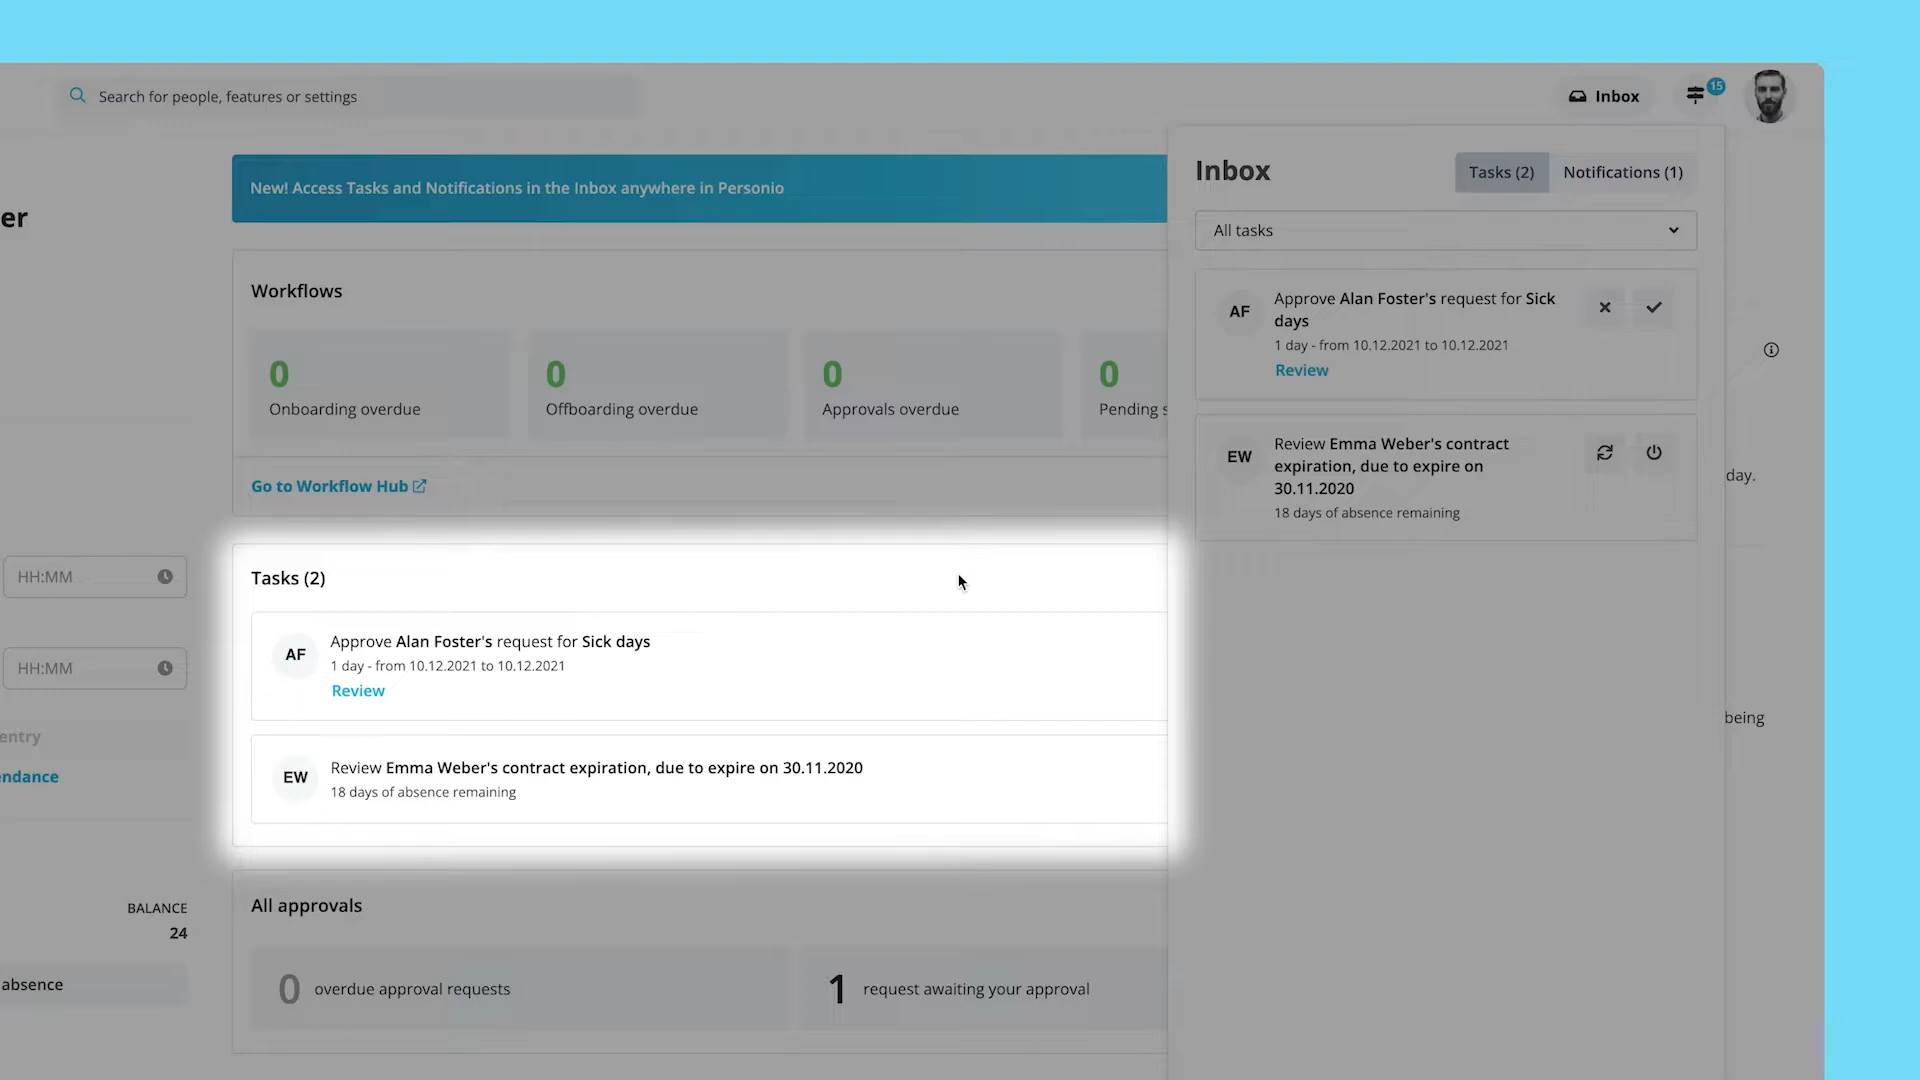 Search for people, features or settings
Inbox
15
er
New! Access Tasks and Notifications in the Inbox anywhere in Personio
Workflows
0
Onboarding overdue
0
Offboarding overdue
0
Approvals overdue
0
Pending s
Go to Workflow Hub
HH:MM
HH:MM
entry
endance
BALANCE
24
absence
Tasks (2)
AF
Approve Alan Foster's request for Sick days
1 day - from 10.12.2021 to 10.12.2021
Review
EW
Review Emma Weber's contract expiration, due to expire on 30.11.2020
18 days of absence remaining
All approvals
0 overdue approval requests
1 request awaiting your approval
Inbox
Tasks (2)
Notifications (1)
All tasks
AF
Approve Alan Foster's request for Sick
days
1 day - from 10.12.2021 to 10.12.2021
Review
EW
Review Emma Weber's contract
expiration, due to expire on
30.11.2020
18 days of absence remaining
day.
being